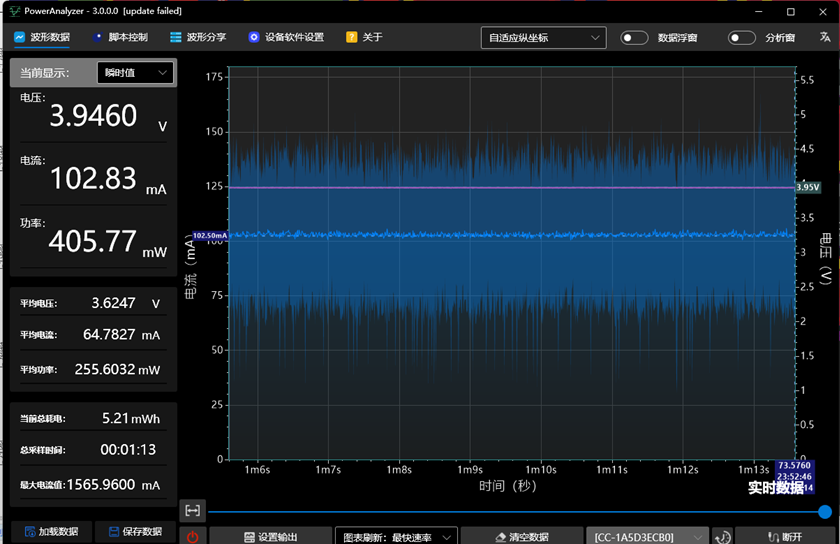 PowerAnalyzer - 3.0.0.0 [update failed]
波形数据 脚本控制 波形分享 设备软件设置 ? 关于 自适应纵坐标 数据浮窗 分析窗
当前显示: 瞬时值
电压:
3.9460 V
电流:
102.83 mA
功率:
405.77 mW
平均电压: 3.6247 V
平均电流: 64.7827 mA
平均功率: 255.6032 mW
当前总耗电: 5.21 mWh
总采样时间: 00:01:13
最大电流值: 1565.9600 mA
加载数据 保存数据
电流 (mA)
175
150
125
102.50mA
100
75
50
25
0
5.5
5
4.5
4
3.95V
3.5
3
2.5
2
1.5
1
0.5
0
电压 (V)
1m6s 1m7s 1m8s 1m9s 1m10s 1m11s 1m12s 1m13s
时间 (秒)
73.5760
23:52:46
实时数据 14
设置输出 图表刷新: 最快速率 清空数据 [CC-1A5D3ECB0] 断开